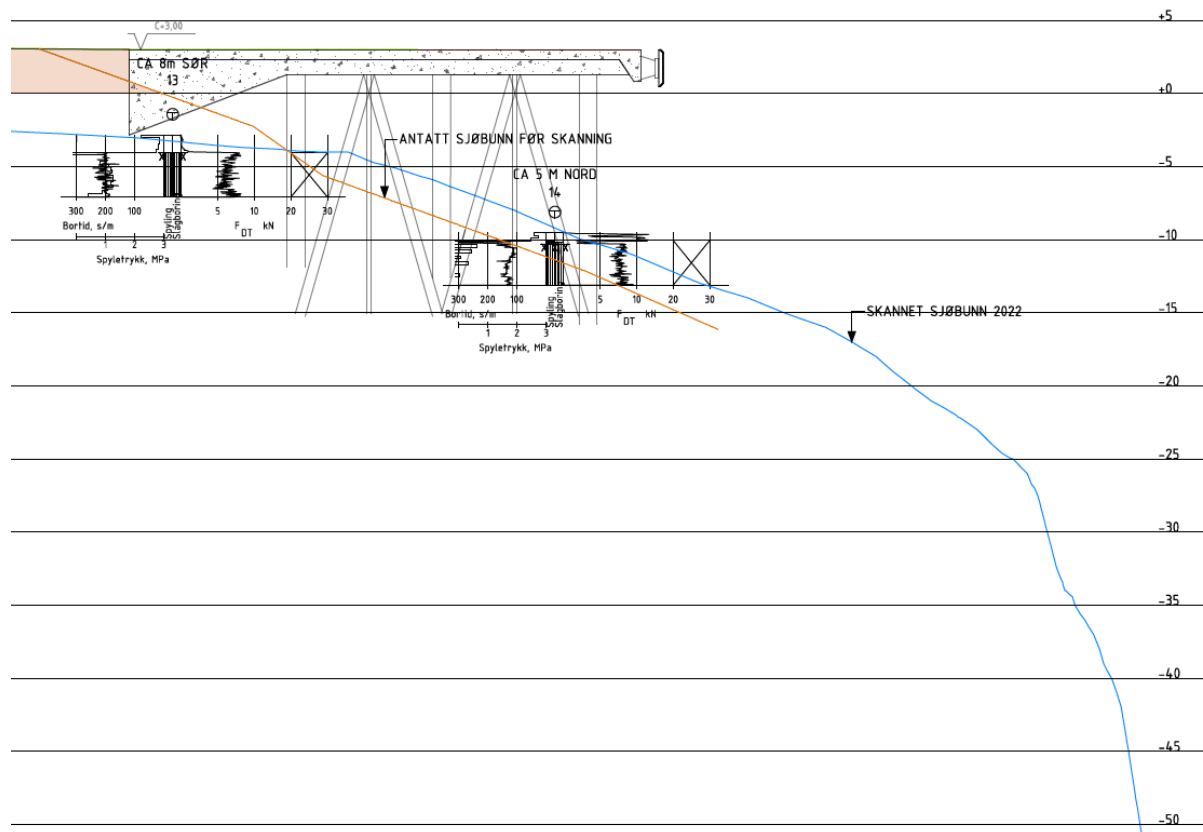 +5
C+3,00
CA 8m SØR
13
+0
ANTATT SJØBUNN FØR SKANNING
-5
CA 5 M NORD
14
300 200 100 5 10 20 30
Bortid, s/m
Spyling
Slagboring
F DT kN
1 2 3
Spyletrykk, MPa
-10
300 200 100 5 10 20 30
Bortid, s/m
Spyling
Slagboring
F DT kN
1 2 3
Spyletrykk, MPa
SKANNET SJØBUNN 2022
-15
-20
-25
-30
-35
-40
-45
-50